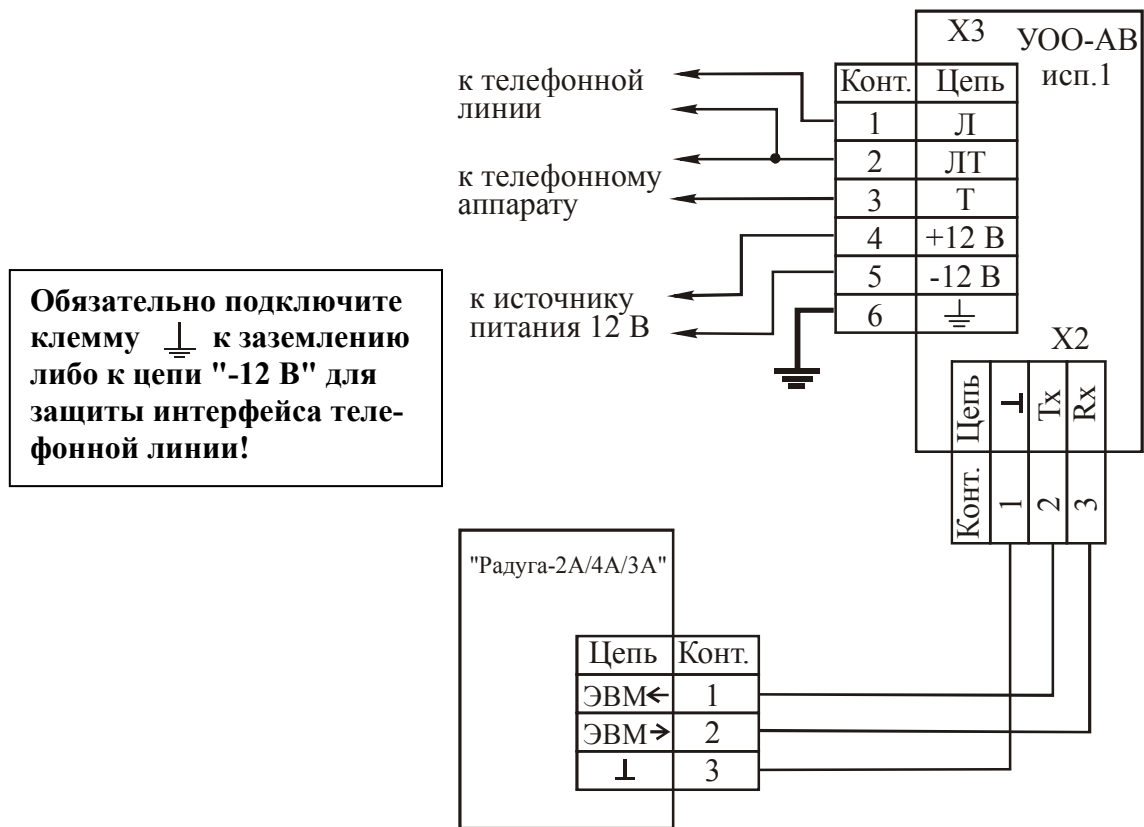 X3
УОО-АВ
исп.1
Конт. Цепь
к телефонной
линии
1 Л
2 ЛТ
к телефонному
аппарату
3 Т
4 +12 В
5 -12 В
6
к источнику
питания 12 В
Обязательно подключите
клемму к заземлению
либо к цепи "-12 В" для
защиты интерфейса теле-
фонной линии!
X2
Цепь Tx Rx
Конт. 1 2 3
"Радуга-2А/4А/3А"
Цепь Конт.
ЭВМ← 1
ЭВМ→ 2
⊥ 3